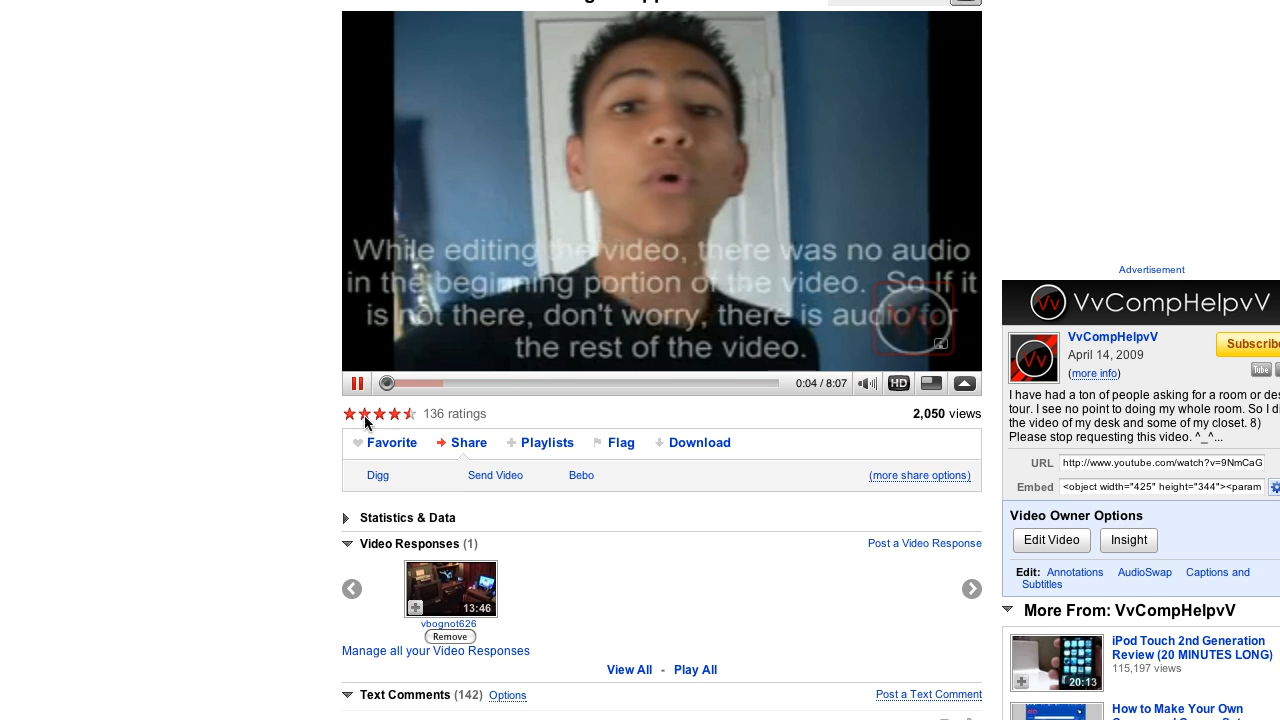 While editing the video, there was no audio
in the beginning portion of the video. So If it
is not there, don't worry, there is audio for
the rest of the video.
0:04 / 8:07
HD
136 ratings
2,050 views
Favorite
Share
Playlists
Flag
Download
Digg
Send Video
Bebo
(more share options)
Statistics & Data
Video Responses (1)
Post a Video Response
13:46
vbognot626
Remove
Manage all your Video Responses
View All - Play All
Text Comments (142) Options
Post a Text Comment
Advertisement
Vv VvCompHelpvV
VvCompHelpvV
April 14, 2009
(more info)
Subscribe
Tube
I have had a ton of people asking for a room or des
tour. I see no point to doing my whole room. So I di
the video of my desk and some of my closet. 8)
Please stop requesting this video. ^_^...
URL http://www.youtube.com/watch?v=9NmCaG
Embed <object width="425" height="344"><param
Video Owner Options
Edit Video
Insight
Edit: Annotations AudioSwap Captions and
Subtitles
More From: VvCompHelpvV
iPod Touch 2nd Generation
Review (20 MINUTES LONG)
115,197 views
20:13
How to Make Your Own